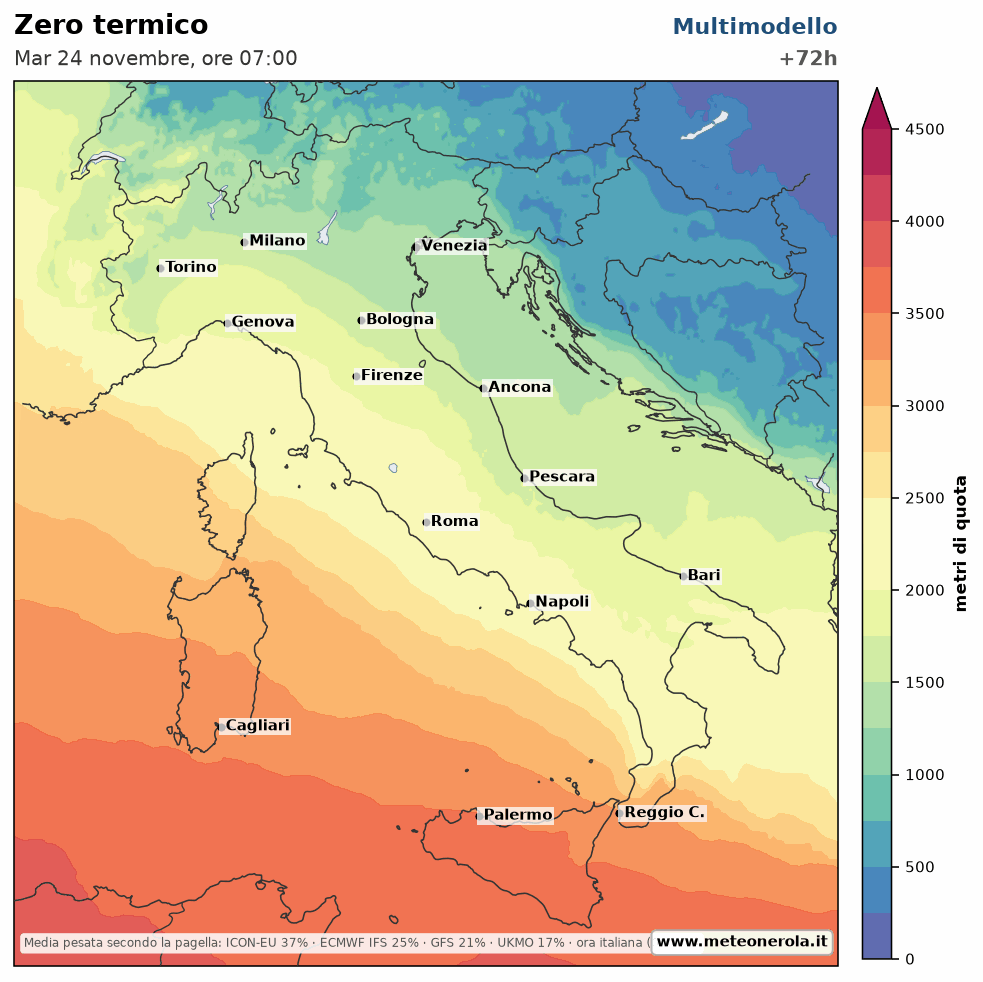 Zero termico
Multimodello
Mar 24 novembre, ore 07:00
+72h
Milano
Venezia
Torino
Genova
Bologna
Firenze
Ancona
Pescara
Roma
Bari
Napoli
Cagliari
Palermo
Reggio C.
4500
4000
3500
3000
2500
2000
1500
1000
500
0
metri di quota
Media pesata secondo la pagella: ICON-EU 37% · ECMWF IFS 25% · GFS 21% · UKMO 17% · ora italiana (
www.meteonerola.it